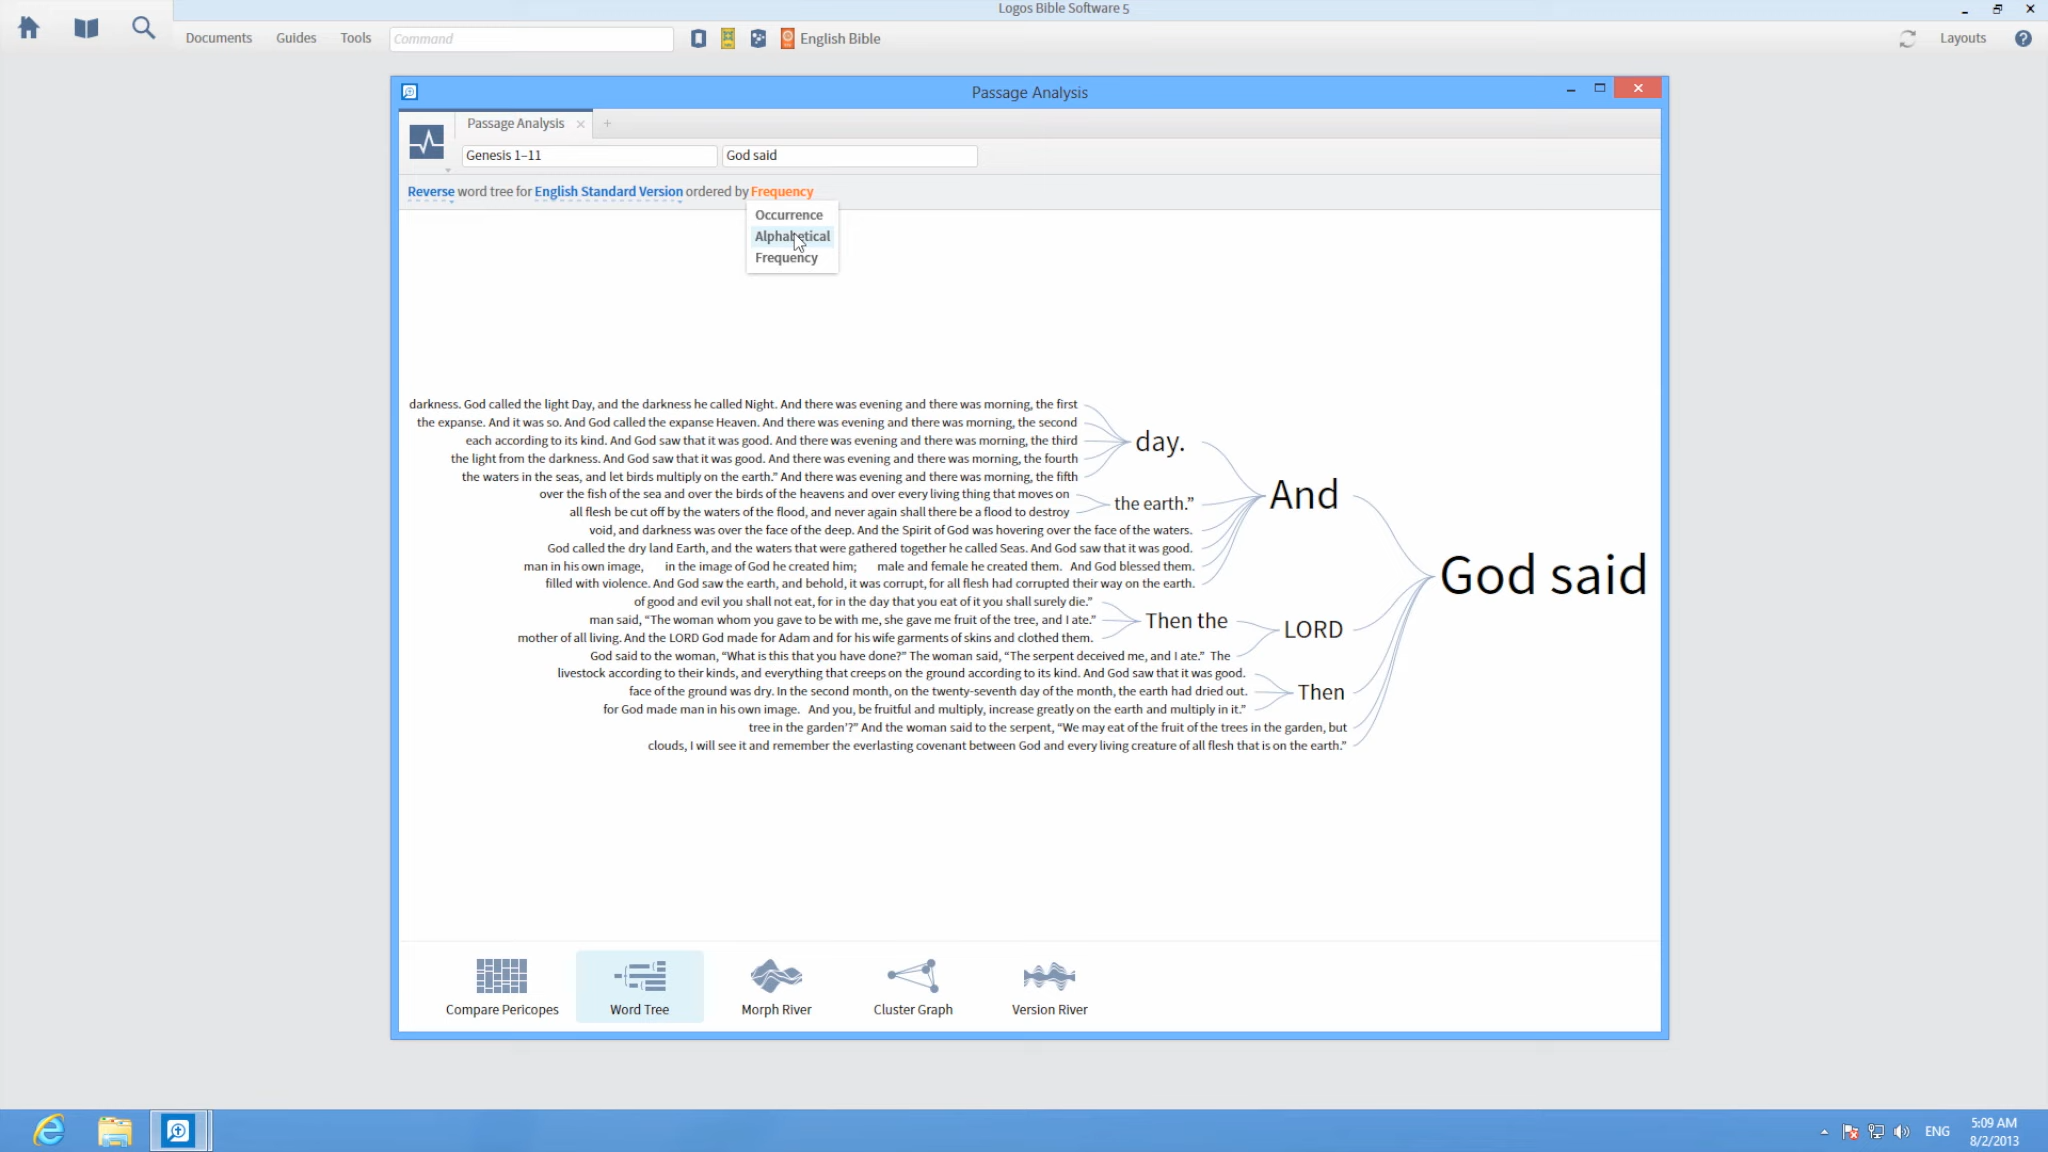 Logos Bible Software 5
Documents Guides Tools Command English Bible Layouts
Passage Analysis
Passage Analysis
Genesis 1–11 God said
Reverse word tree for English Standard Version ordered by Frequency
Occurrence
Alphabetical
Frequency
darkness. God called the light Day, and the darkness he called Night. And there was evening and there was morning, the first
the expanse. And it was so. And God called the expanse Heaven. And there was evening and there was morning, the second
each according to its kind. And God saw that it was good. And there was evening and there was morning, the third
day.
the light from the darkness. And God saw that it was good. And there was evening and there was morning, the fourth
the waters in the seas, and let birds multiply on the earth.” And there was evening and there was morning, the fifth
over the fish of the sea and over the birds of the heavens and over every living thing that moves on
And
the earth.”
all flesh be cut off by the waters of the flood, and never again shall there be a flood to destroy
void, and darkness was over the face of the deep. And the Spirit of God was hovering over the face of the waters.
God called the dry land Earth, and the waters that were gathered together he called Seas. And God saw that it was good.
man in his own image, in the image of God he created him; male and female he created them. And God blessed them.
God said
filled with violence. And God saw the earth, and behold, it was corrupt, for all flesh had corrupted their way on the earth.
of good and evil you shall not eat, for in the day that you eat of it you shall surely die.”
man said, “The woman whom you gave to be with me, she gave me fruit of the tree, and I ate.”
Then the
LORD
mother of all living. And the LORD God made for Adam and for his wife garments of skins and clothed them.
God said to the woman, “What is this that you have done?” The woman said, “The serpent deceived me, and I ate.” The
livestock according to their kinds, and everything that creeps on the ground according to its kind. And God saw that it was good.
face of the ground was dry. In the second month, on the twenty-seventh day of the month, the earth had dried out.
Then
for God made man in his own image. And you, be fruitful and multiply, increase greatly on the earth and multiply in it.”
tree in the garden’?” And the woman said to the serpent, “We may eat of the fruit of the trees in the garden, but
clouds, I will see it and remember the everlasting covenant between God and every living creature of all flesh that is on the earth.”
Compare Pericopes Word Tree Morph River Cluster Graph Version River
ENG 5:09 AM
8/2/2013